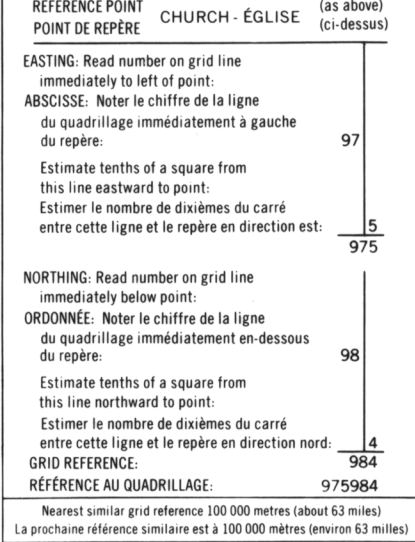 REFERENCE POINT CHURCH - ÉGLISE (as above)
POINT DE REPÈRE (ci-dessus)
EASTING: Read number on grid line
immediately to left of point:
ABSCISSE: Noter le chiffre de la ligne
du quadrillage immédiatement à gauche
du repère: 97
Estimate tenths of a square from
this line eastward to point:
Estimer le nombre de dixièmes du carré
entre cette ligne et le repère en direction est: 5
975
NORTHING: Read number on grid line
immediately below point:
ORDONNÉE: Noter le chiffre de la ligne
du quadrillage immédiatement en-dessous
du repère: 98
Estimate tenths of a square from
this line northward to point:
Estimer le nombre de dixièmes du carré
entre cette ligne et le repère en direction nord: 4
GRID REFERENCE: 984
RÉFÉRENCE AU QUADRILLAGE: 975984
Nearest similar grid reference 100 000 metres (about 63 miles)
La prochaine référence similaire est à 100 000 mètres (environ 63 milles)